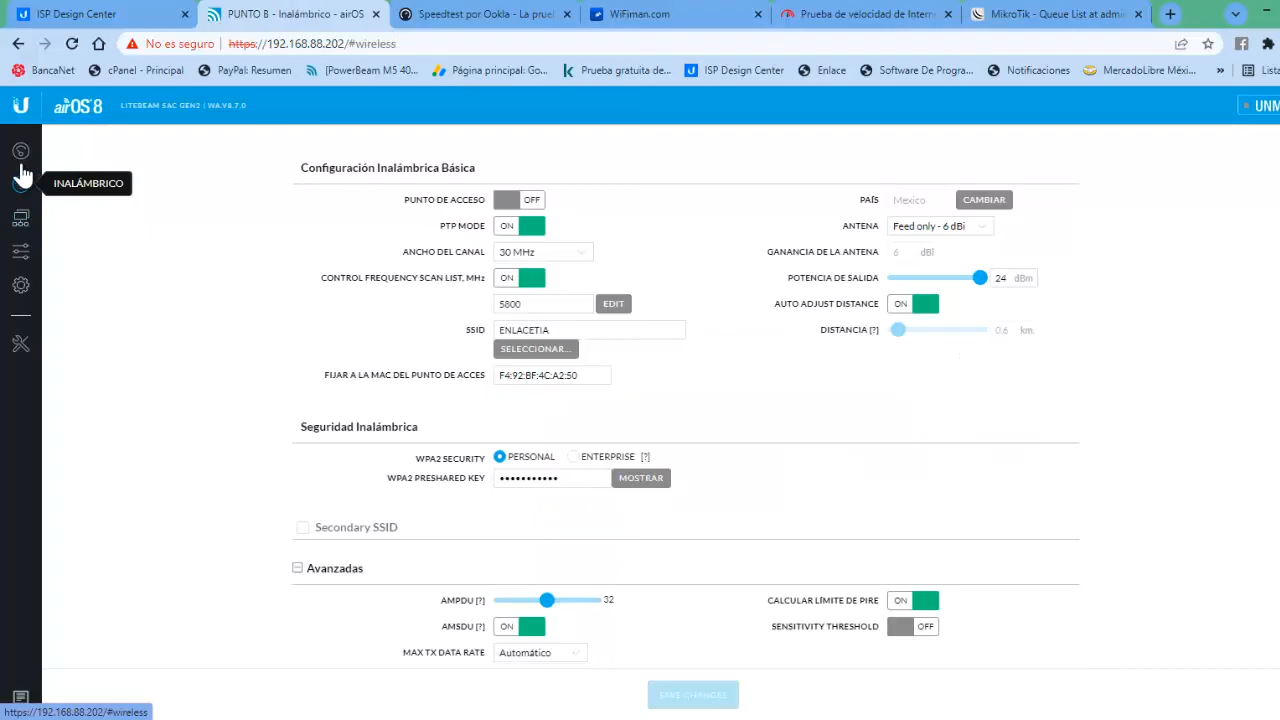 ISP Design Center
PUNTO B - Inalámbrico - airOS
Speedtest por Ookla - La prue
WiFiman.com
Prueba de velocidad de Intern
MikroTik - Queue List at admi
No es seguro | https://192.168.88.202/#wireless
BancaNet
cPanel - Principal
PayPal: Resumen
[PowerBeam M5 40...
Página principal: Go...
Prueba gratuita de...
ISP Design Center
Enlace
Software De Progra...
Notificaciones
MercadoLibre Méxi...
»
Lista
airOS 8 LITEBEAM 5AC GEN2 | WA.V8.7.0
UNM
INALÁMBRICO
Configuración Inalámbrica Básica
PUNTO DE ACCESO OFF
PTP MODE ON
ANCHO DEL CANAL 30 MHz
CONTROL FREQUENCY SCAN LIST, MHz ON
5800 EDIT
SSID ENLACETIA
SELECCIONAR...
FIJAR A LA MAC DEL PUNTO DE ACCES F4:92:BF:4C:A2:50
PAÍS Mexico CAMBIAR
ANTENA Feed only - 6 dBi
GANANCIA DE LA ANTENA 6 dBi
POTENCIA DE SALIDA 24 dBm
AUTO ADJUST DISTANCE ON
DISTANCIA [?] 0,6 km.
Seguridad Inalámbrica
WPA2 SECURITY PERSONAL ENTERPRISE [?]
WPA2 PRESHARED KEY ••••••••••• MOSTRAR
Secondary SSID
Avanzadas
AMPDU [?] 32
AMSDU [?] ON
MAX TX DATA RATE Automático
CALCULAR LÍMITE DE PIRE ON
SENSITIVITY THRESHOLD OFF
SAVE CHANGES
https://192.168.88.202/#wireless